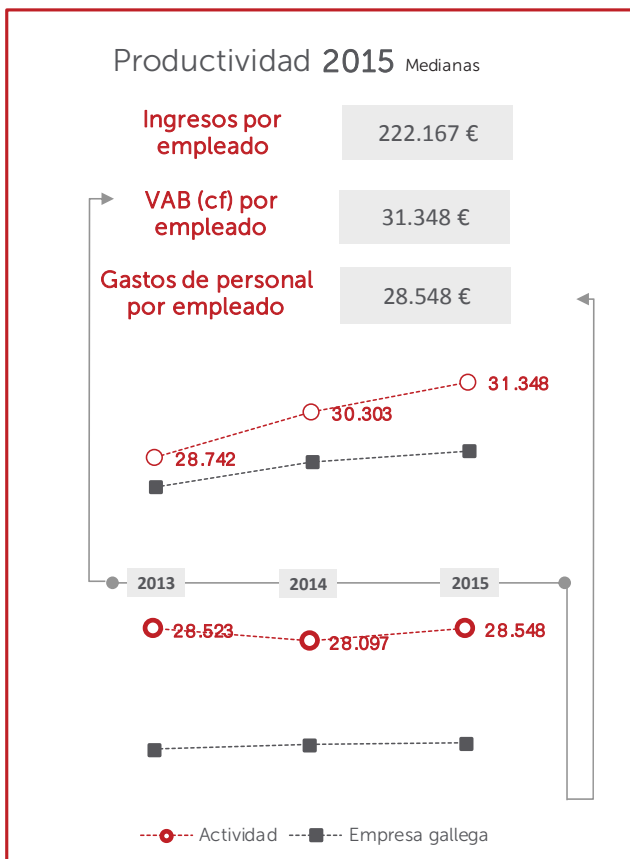 Productividad 2015 Medianas
Ingresos por
empleado
222.167 €
VAB (cf) por
empleado
31.348 €
Gastos de personal
por empleado
28.548 €
31.348
30.303
28.742
2013
2014
2015
28.523
28.097
28.548
Actividad
Empresa gallega